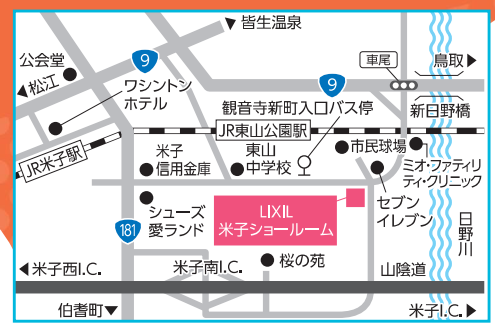 ▼皆生温泉
公会堂
◀松江
9
ワシントン
ホテル
車尾
鳥取▶
9
観音寺新町入口バス停
新日野橋
JR東山公園駅
JR米子駅
米子
信用金庫
東山
中学校
市民球場
ミオ・ファティリ
ティ・クリニック
シューズ
愛ランド
LIXIL
米子ショールーム
セブン
イレブン
日野川
181
◀米子西I.C.
米子南I.C.
桜の苑
山陰道
伯耆町▼
米子I.C.▶